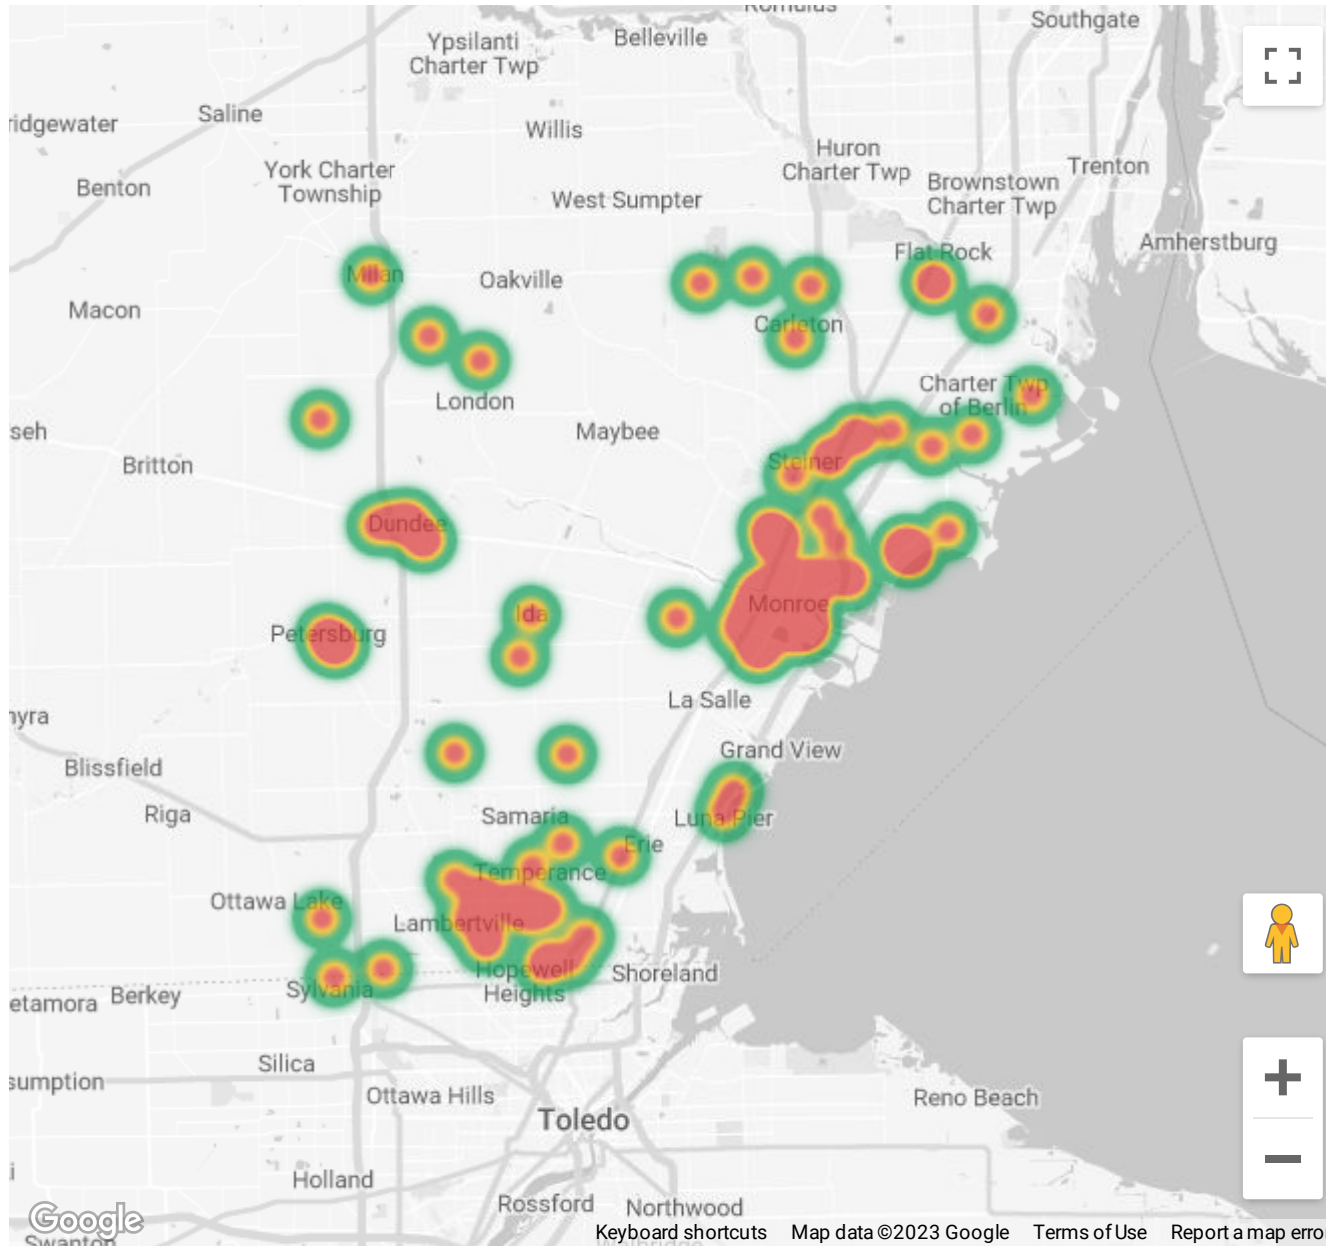 Romulus
Southgate
Ypsilanti
Charter Twp
Belleville
Saline
ridgewater
Willis
Huron
Charter Twp
York Charter
Township
Trenton
Benton
Brownstown
Charter Twp
West Sumpter
Amherstburg
Flat Rock
Milan
Oakville
Macon
Carleton
Charter Twp
of Berlin
London
seh
Maybee
Britton
Steiner
Dundee
Monroe
Ida
Petersburg
La Salle
nyra
Grand View
Blissfield
Riga
Samaria
Luna Pier
Erie
Temperance
Ottawa Lake
Lambertville
Hopewell
Heights
Shoreland
Sylvania
etamora
Berkey
Silica
sumption
Ottawa Hills
Reno Beach
Toledo
Holland
Rossford
Northwood
Google
Swanton
Walbridge
Keyboard shortcuts
Map data ©2023 Google
Terms of Use
Report a map erro